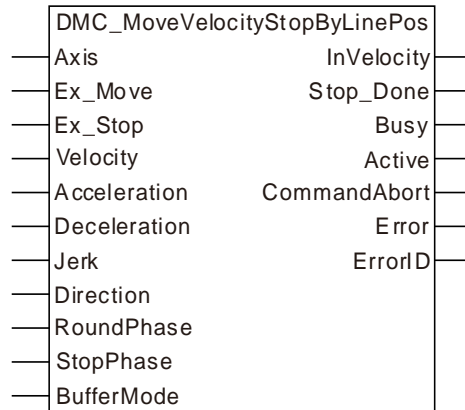 DMC_MoveVelocityStopByLinePos
Axis InVelocity
Ex_Move Stop_Done
Ex_Stop Busy
Velocity Active
Acceleration CommandAbort
Deceleration Error
Jerk ErrorID
Direction
RoundPhase
StopPhase
BufferMode